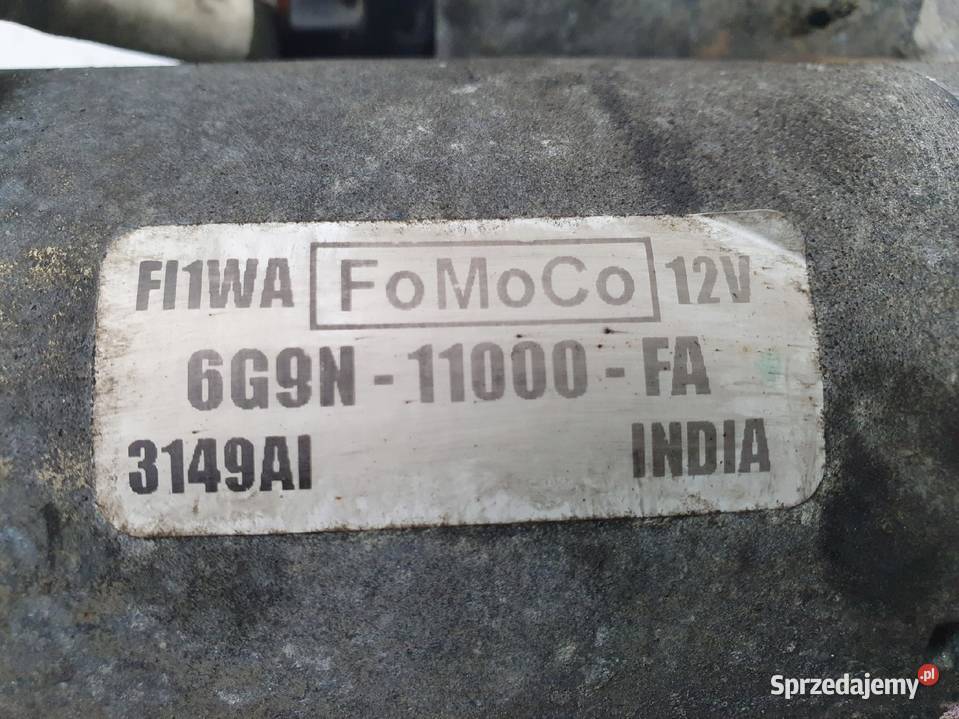 FI1WA FoMoCo 12V
6G9N - 11000 - FA
3149AI INDIA
Sprzedajemy.pl